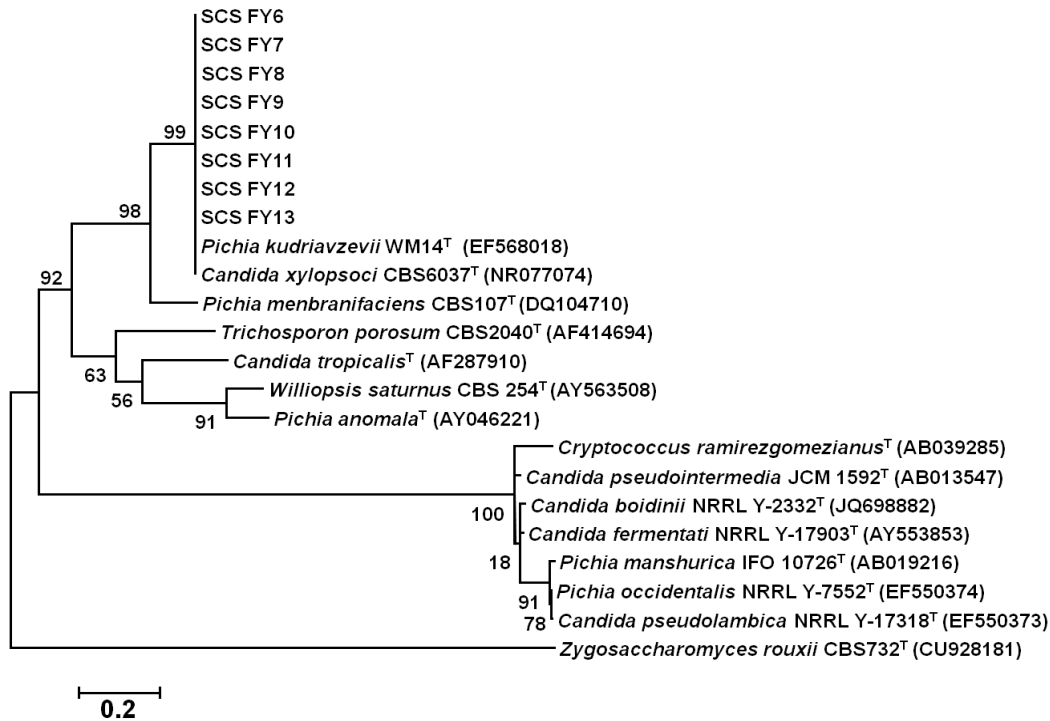 SCS FY6
SCS FY7
SCS FY8
SCS FY9
99 SCS FY10
SCS FY11
SCS FY12
98 SCS FY13
Pichia kudriavzevii WM14ᵀ (EF568018)
92 Candida xylopsoci CBS6037ᵀ (NR077074)
Pichia menbranifaciens CBS107ᵀ (DQ104710)
Trichosporon porosum CBS2040ᵀ (AF414694)
Candida tropicalisᵀ (AF287910)
63
Williopsis saturnus CBS 254ᵀ (AY563508)
56
Pichia anomalaᵀ (AY046221)
91
Cryptococcus ramirezgomezianusᵀ (AB039285)
Candida pseudointermedia JCM 1592ᵀ (AB013547)
Candida boidinii NRRL Y-2332ᵀ (JQ698882)
100
Candida fermentati NRRL Y-17903ᵀ (AY553853)
18 Pichia manshurica IFO 10726ᵀ (AB019216)
Pichia occidentalis NRRL Y-7552ᵀ (EF550374)
91
78 Candida pseudolambica NRRL Y-17318ᵀ (EF550373)
Zygosaccharomyces rouxii CBS732ᵀ (CU928181)
0.2